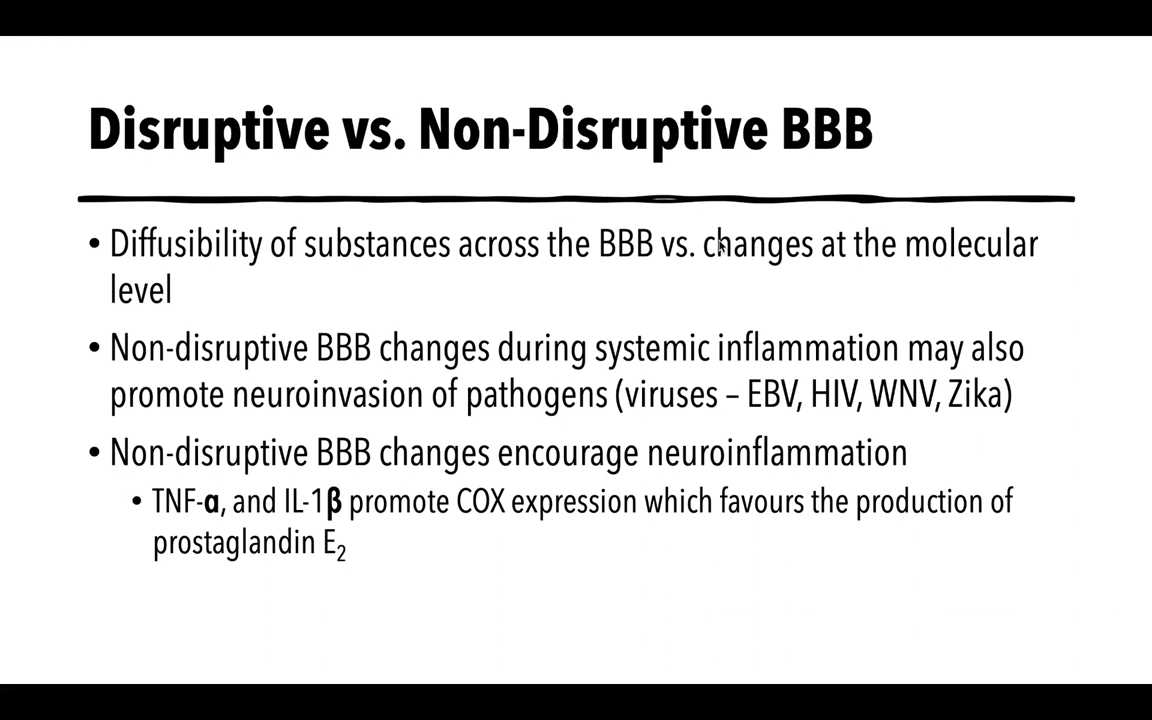 Disruptive vs. Non-Disruptive BBB
• Diffusibility of substances across the BBB vs. changes at the molecular
level
• Non-disruptive BBB changes during systemic inflammation may also
promote neuroinvasion of pathogens (viruses – EBV, HIV, WNV, Zika)
• Non-disruptive BBB changes encourage neuroinflammation
• TNF-α, and IL-1β promote COX expression which favours the production of
prostaglandin E₂